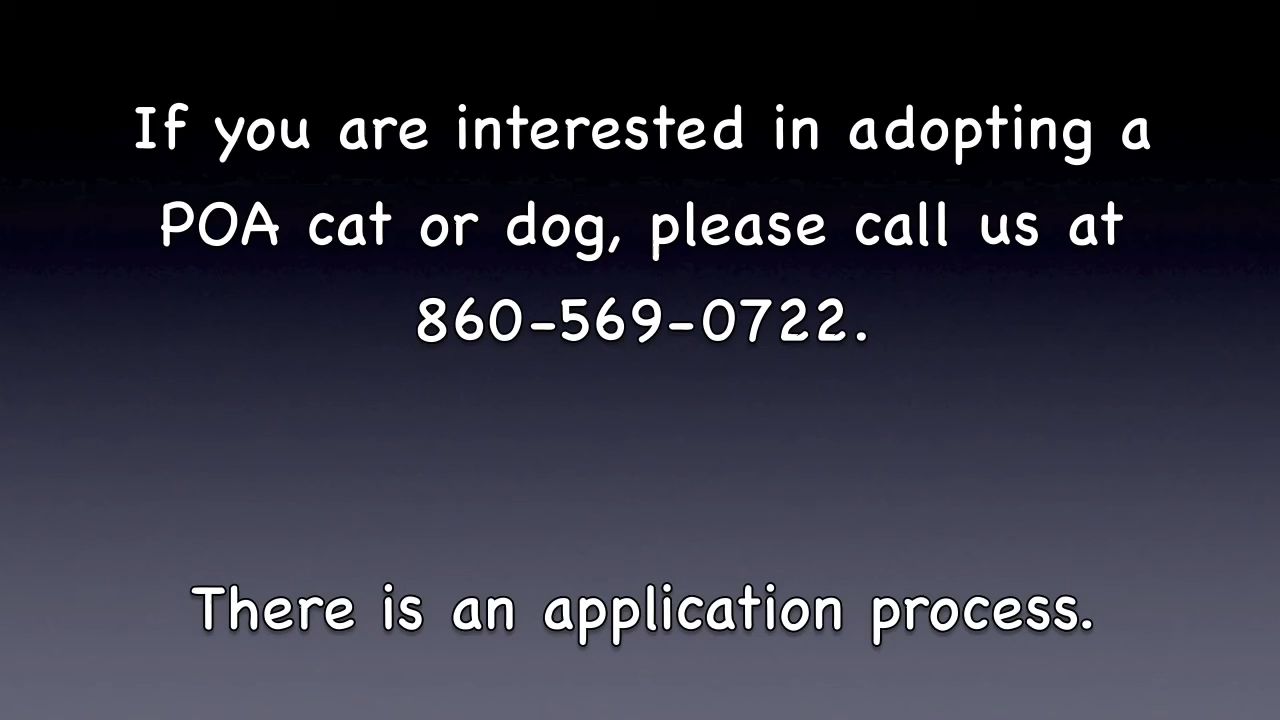 If you are interested in adopting a
POA cat or dog, please call us at
860-569-0722.
There is an application process.